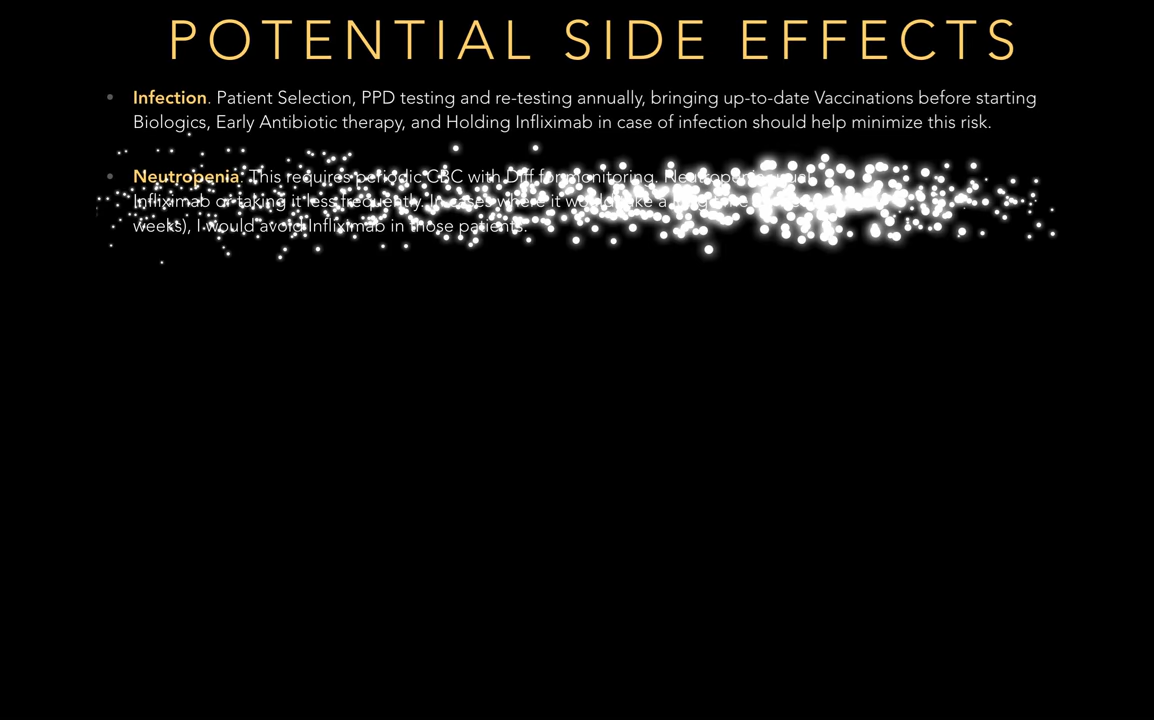 POTENTIAL SIDE EFFECTS
• Infection. Patient Selection, PPD testing and re-testing annually, bringing up-to-date Vaccinations before starting
Biologics, Early Antibiotic therapy, and Holding Infliximab in case of infection should help minimize this risk.
• Neutropenia. This requires periodic CBC with Diff for monitoring. Neutropenia
Infliximab or taking it less frequently. In cases where it would take a
weeks), I would avoid Infliximab in those patients.